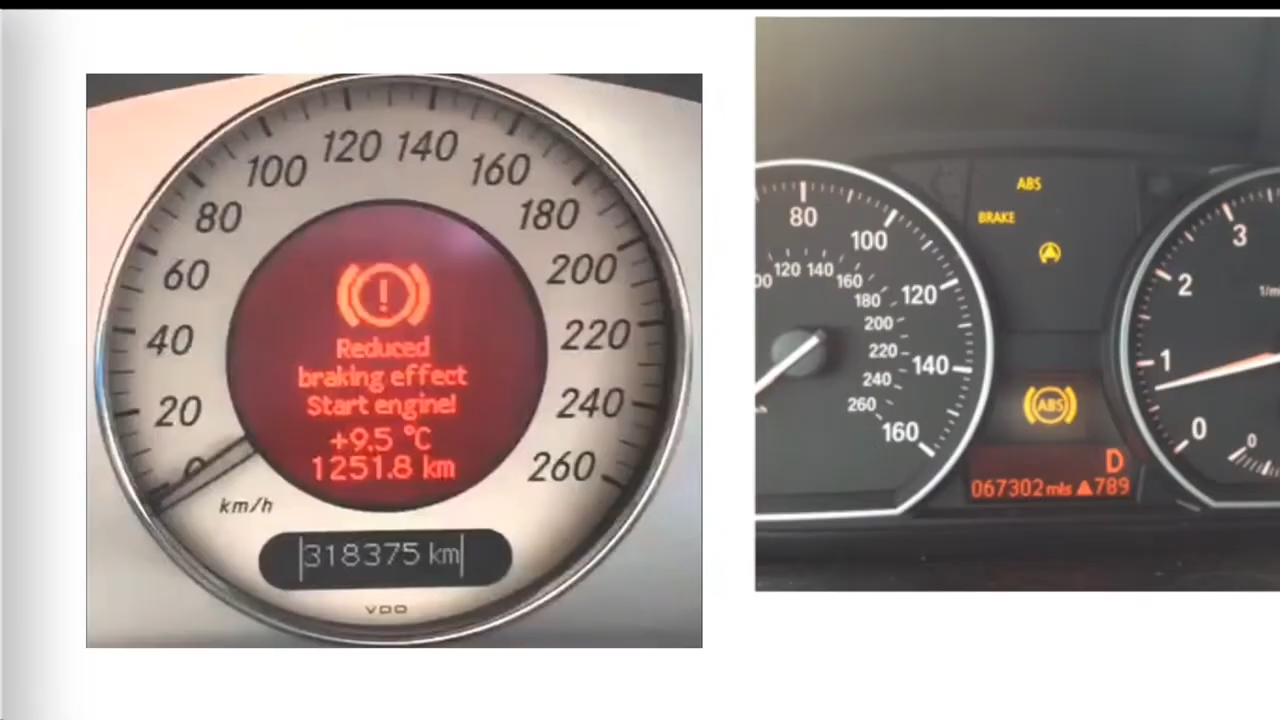 120 140
100 160
80 180
60 200
40 220
20 240
0 260
km/h
!
Reduced
braking effect
Start engine!
+9.5 °C
1251.8 km
318375 km
VDO
80
100
120
140
160
120 140
160
180
200
220
240
260
ABS
BRAKE
ABS
D
067302 mls ▲789
3
2
1
0
0